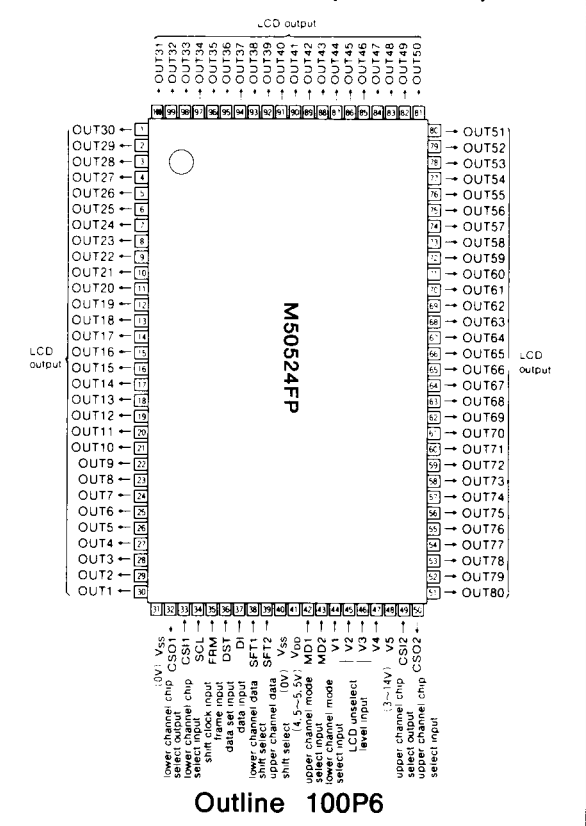 LCD output
OUT31
OUT32
OUT33
OUT34
OUT35
OUT36
OUT37
OUT38
OUT39
OUT40
OUT41
OUT42
OUT43
OUT44
OUT45
OUT46
OUT47
OUT48
OUT49
OUT50
100 99 98 97 96 95 94 93 92 91 90 89 88 87 86 85 84 83 82 81
OUT30 1
OUT29 2
OUT28 3
OUT27 4
OUT26 5
OUT25 6
OUT24 7
OUT23 8
OUT22 9
OUT21 10
OUT20 11
OUT19 12
OUT18 13
OUT17 14
OUT16 15
OUT15 16
OUT14 17
OUT13 18
OUT12 19
OUT11 20
OUT10 21
OUT9 22
OUT8 23
OUT7 24
OUT6 25
OUT5 26
OUT4 27
OUT3 28
OUT2 29
OUT1 30
LCD
output
M50524FP
80 OUT51
79 OUT52
78 OUT53
77 OUT54
76 OUT55
75 OUT56
74 OUT57
73 OUT58
72 OUT59
71 OUT60
70 OUT61
69 OUT62
68 OUT63
67 OUT64
66 OUT65
65 OUT66
64 OUT67
63 OUT68
62 OUT69
61 OUT70
60 OUT71
59 OUT72
58 OUT73
57 OUT74
56 OUT75
55 OUT76
54 OUT77
53 OUT78
52 OUT79
51 OUT80
LCD
output
31 32 33 34 35 36 37 38 39 40 41 42 43 44 45 46 47 48 49 50
(0V) VSS
CSO1
CSI1
SCL
FRM
DST
DI
SFT1
SFT2
(0V) VSS
(4.5~5.5V) VDD
MD1
MD2
V1
V2
V3
V4
(3~14V) V5
CSI2
CSO2
lower channel chip
select output
lower channel chip
select input
shift clock input
frame input
data set input
data input
lower channel data
shift select
upper channel data
shift select
upper channel mode
select input
lower channel mode
select input
LCD unselect
level input
upper channel chip
select output
upper channel chip
select input
Outline 100P6